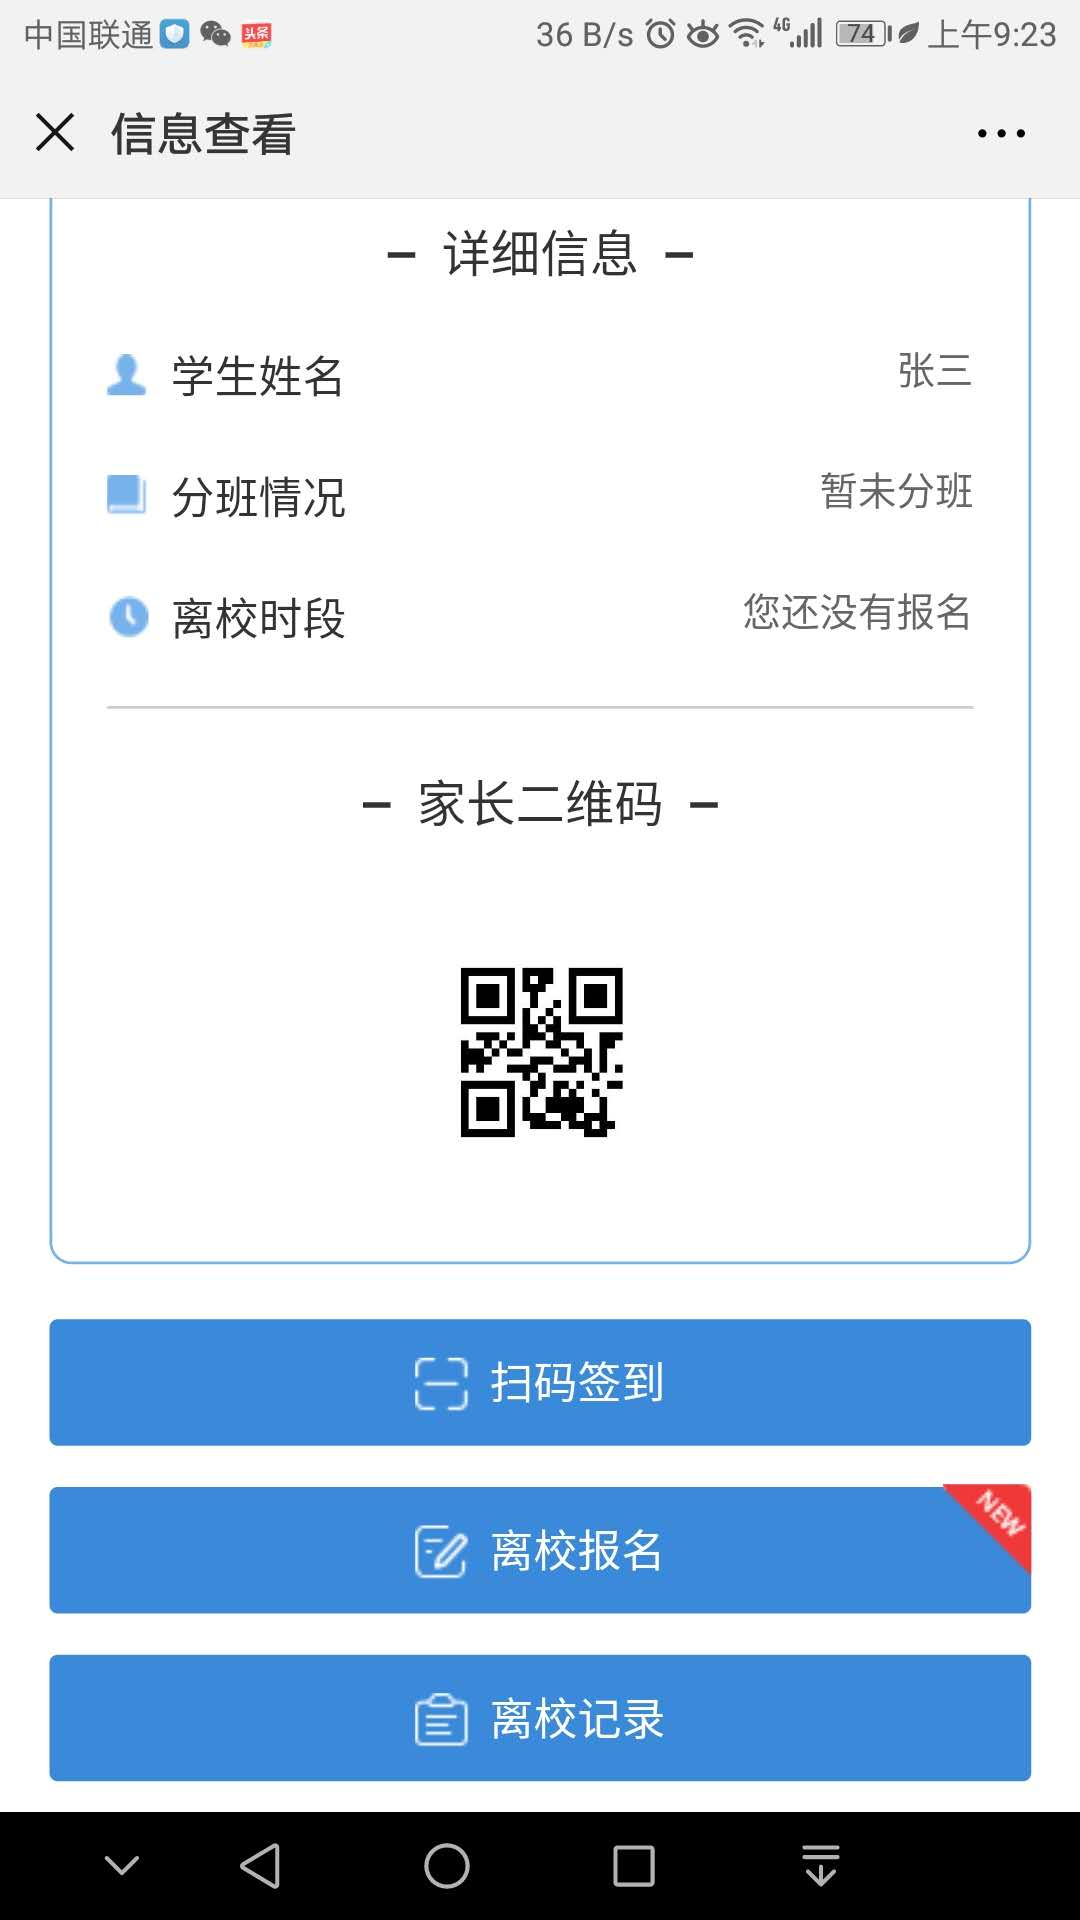 中国联通 头条 36 B/s 4G 74 上午9:23
信息查看
– 详细信息 –
学生姓名 张三
分班情况 暂未分班
离校时段 您还没有报名
– 家长二维码 –
扫码签到
NEW
离校报名
离校记录